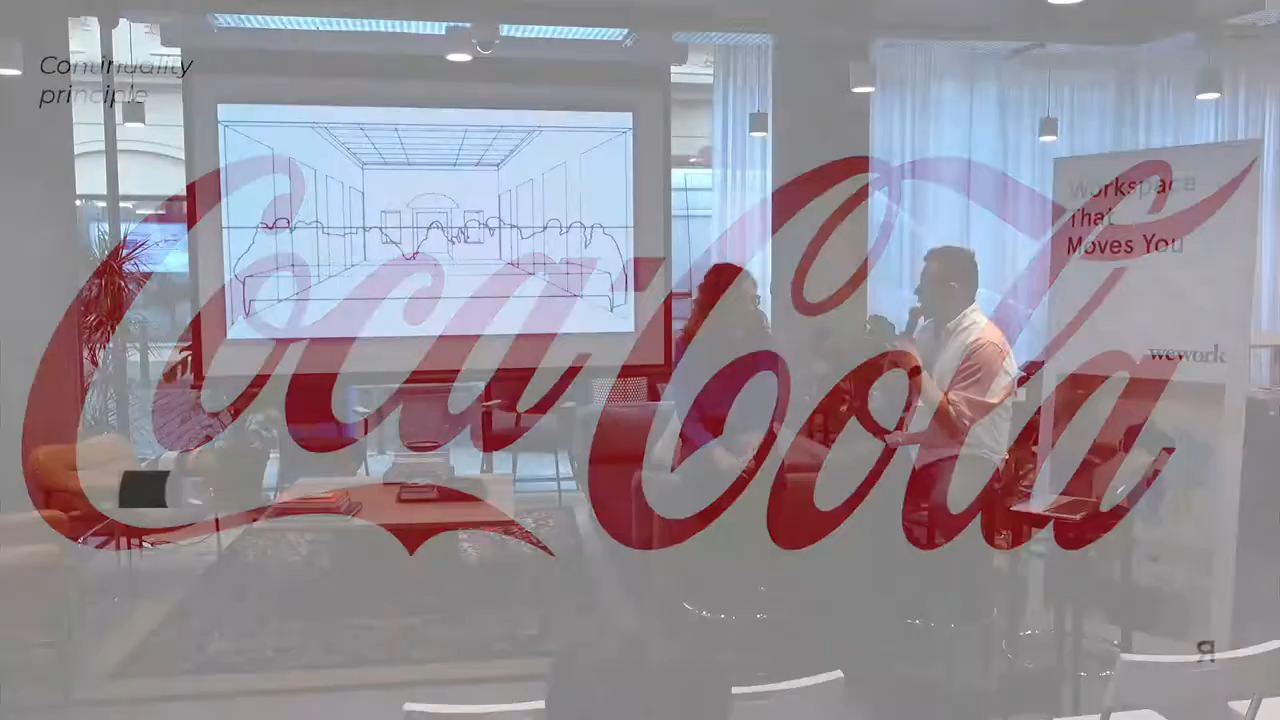 Continuality
principle
Coca-Cola
Workspace
That
Moves You
wework
R